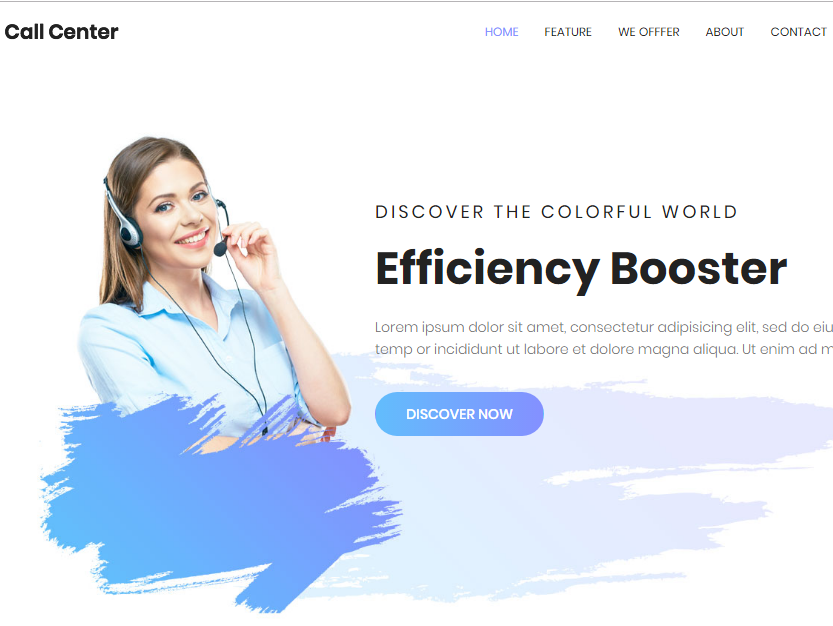 Call Center
HOME FEATURE WE OFFFER ABOUT CONTACT
DISCOVER THE COLORFUL WORLD
Efficiency Booster
Lorem ipsum dolor sit amet, consectetur adipisicing elit, sed do eiu
temp or incididunt ut labore et dolore magna aliqua. Ut enim ad m
DISCOVER NOW